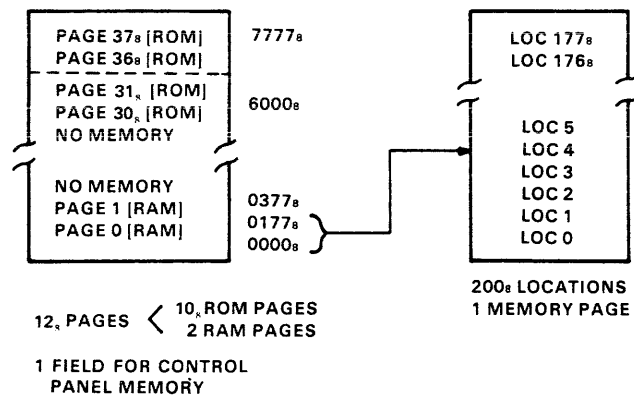 PAGE 37₈ [ROM] 7777₈
PAGE 36₈ [ROM]
PAGE 31₈ [ROM]
PAGE 30₈ [ROM] 6000₈
NO MEMORY
NO MEMORY
PAGE 1 [RAM] 0377₈
PAGE 0 [RAM] 0177₈
0000₈
LOC 177₈
LOC 176₈
LOC 5
LOC 4
LOC 3
LOC 2
LOC 1
LOC 0
200₈ LOCATIONS
1 MEMORY PAGE
12₈ PAGES < 10₈ ROM PAGES
2 RAM PAGES
1 FIELD FOR CONTROL
PANEL MEMORY